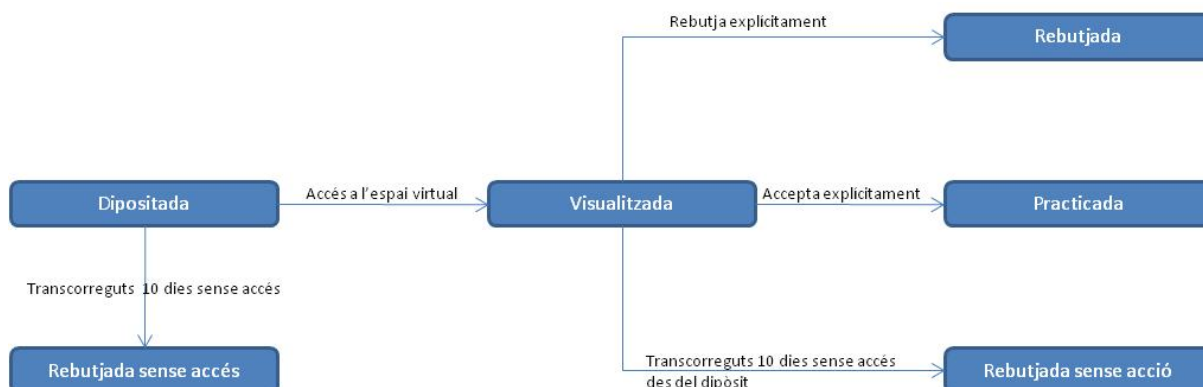 Rebutja explícitament
Rebutjada
Dipositada
Accés a l'espai virtual
Visualitzada
Accepta explícitament
Practicada
Transcorreguts 10 dies sense accés
Rebutjada sense accés
Transcorreguts 10 dies sense accés
des del dipòsit
Rebutjada sense acció